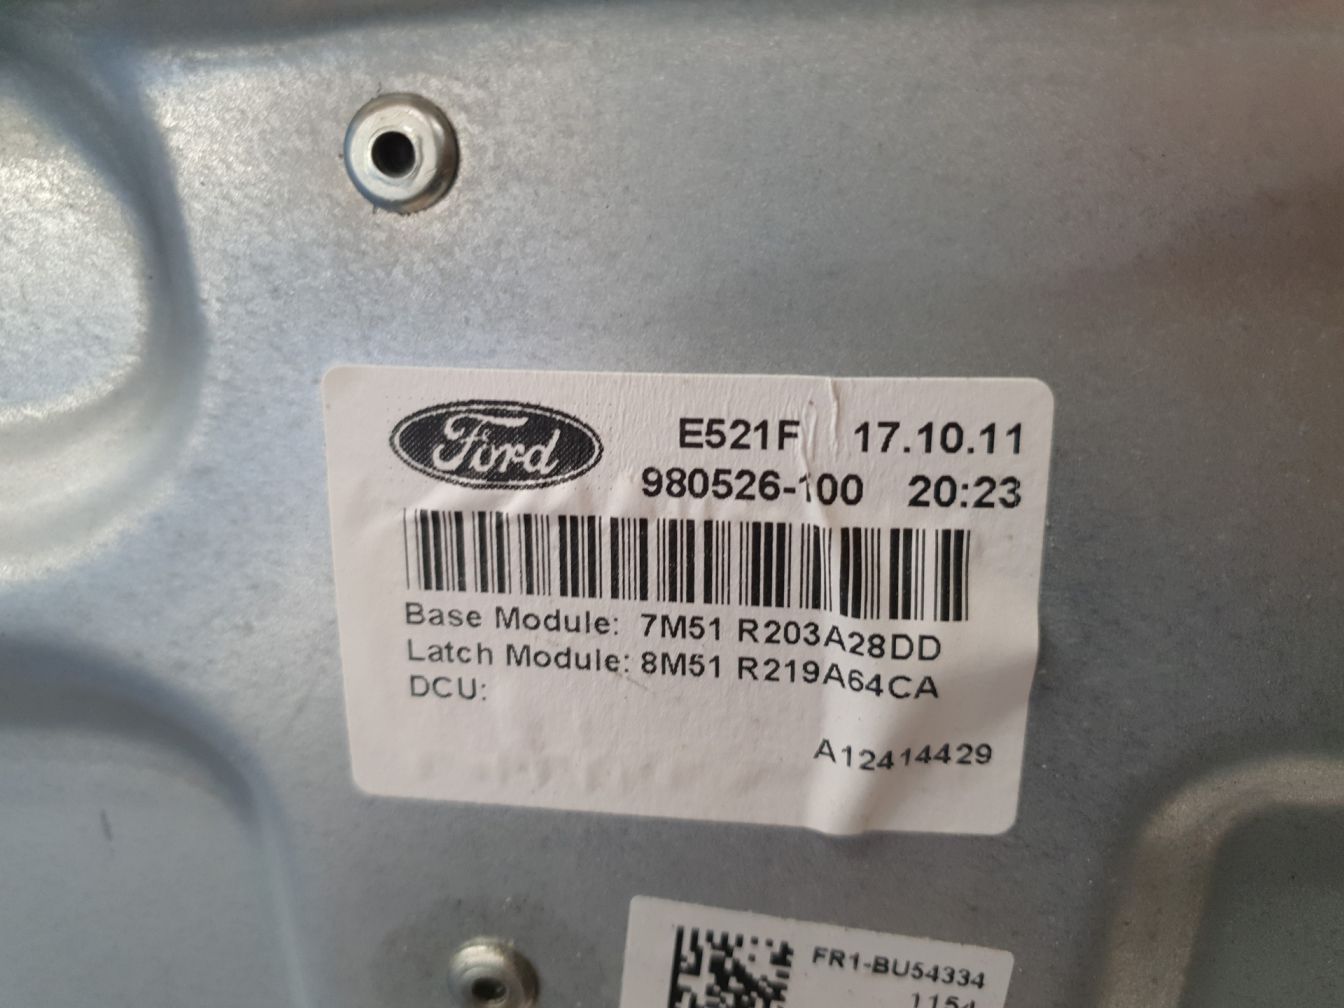 Ford
E521F 17.10.11
980526-100 20:23
Base Module: 7M51 R203A28DD
Latch Module: 8M51 R219A64CA
DCU:
A12414429
FR1-BU54334
1154